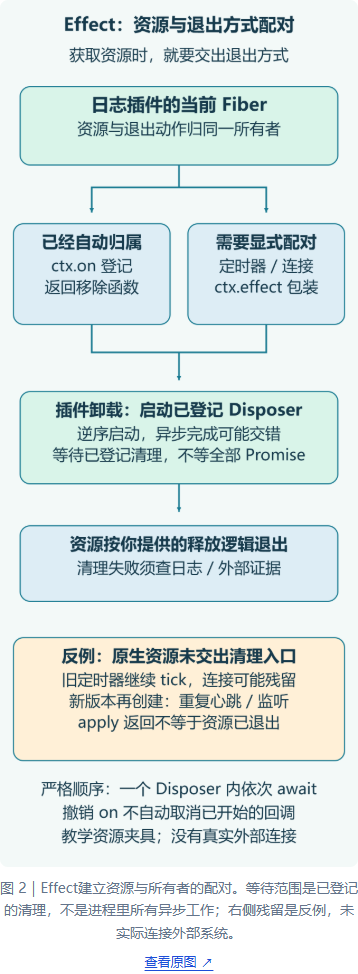 Effect：资源与退出方式配对
获取资源时，就要交出退出方式
日志插件的当前 Fiber
资源与退出动作归同一所有者
已经自动归属
ctx.on 登记
返回移除函数
需要显式配对
定时器 / 连接
ctx.effect 包装
插件卸载：启动已登记 Disposer
逆序启动，异步完成可能交错
等待已登记清理，不等全部 Promise
资源按你提供的释放逻辑退出
清理失败须查日志 / 外部证据
反例：原生资源未交出清理入口
旧定时器继续 tick，连接可能残留
新版本再创建：重复心跳 / 监听
apply 返回不等于资源已退出
严格顺序：一个 Disposer 内依次 await
撤销 on 不自动取消已开始的回调
教学资源夹具；没有真实外部连接
图 2｜Effect建立资源与所有者的配对。等待范围是已登记
的清理，不是进程里所有异步工作；右侧残留是反例，未
实际连接外部系统。
查看原图 ↗